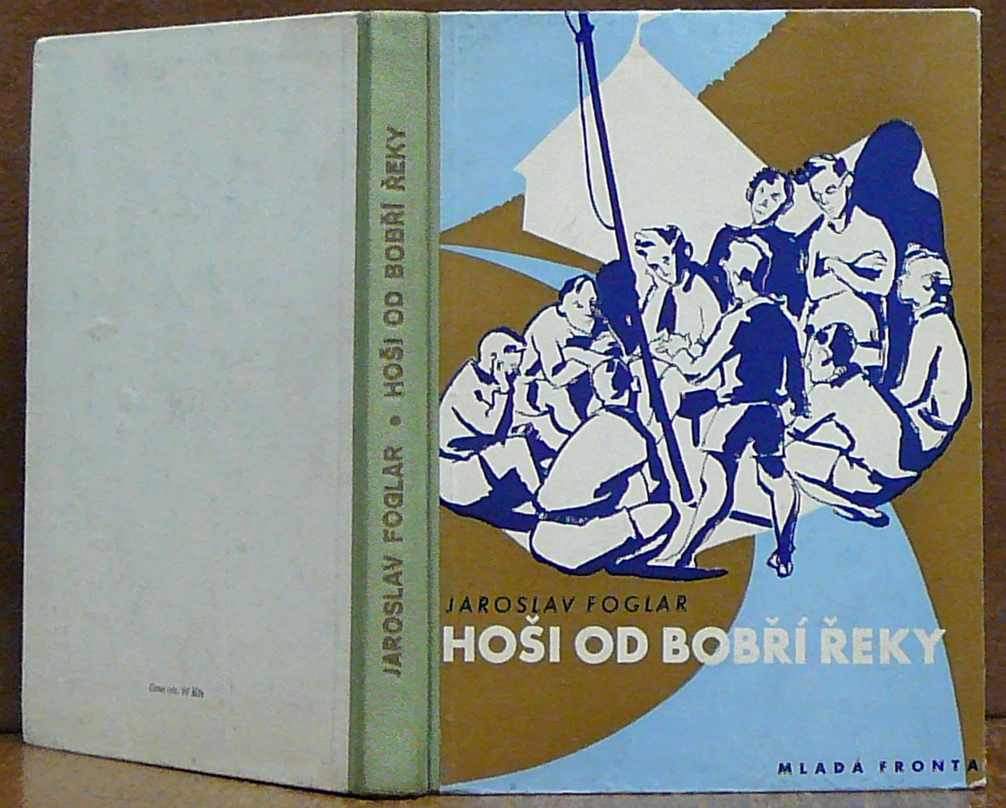 JAROSLAV FOGLAR • HOŠI OD BOBŘÍ ŘEKY
JAROSLAV FOGLAR
HOŠI OD BOBŘÍ ŘEKY
MLADÁ FRONTA